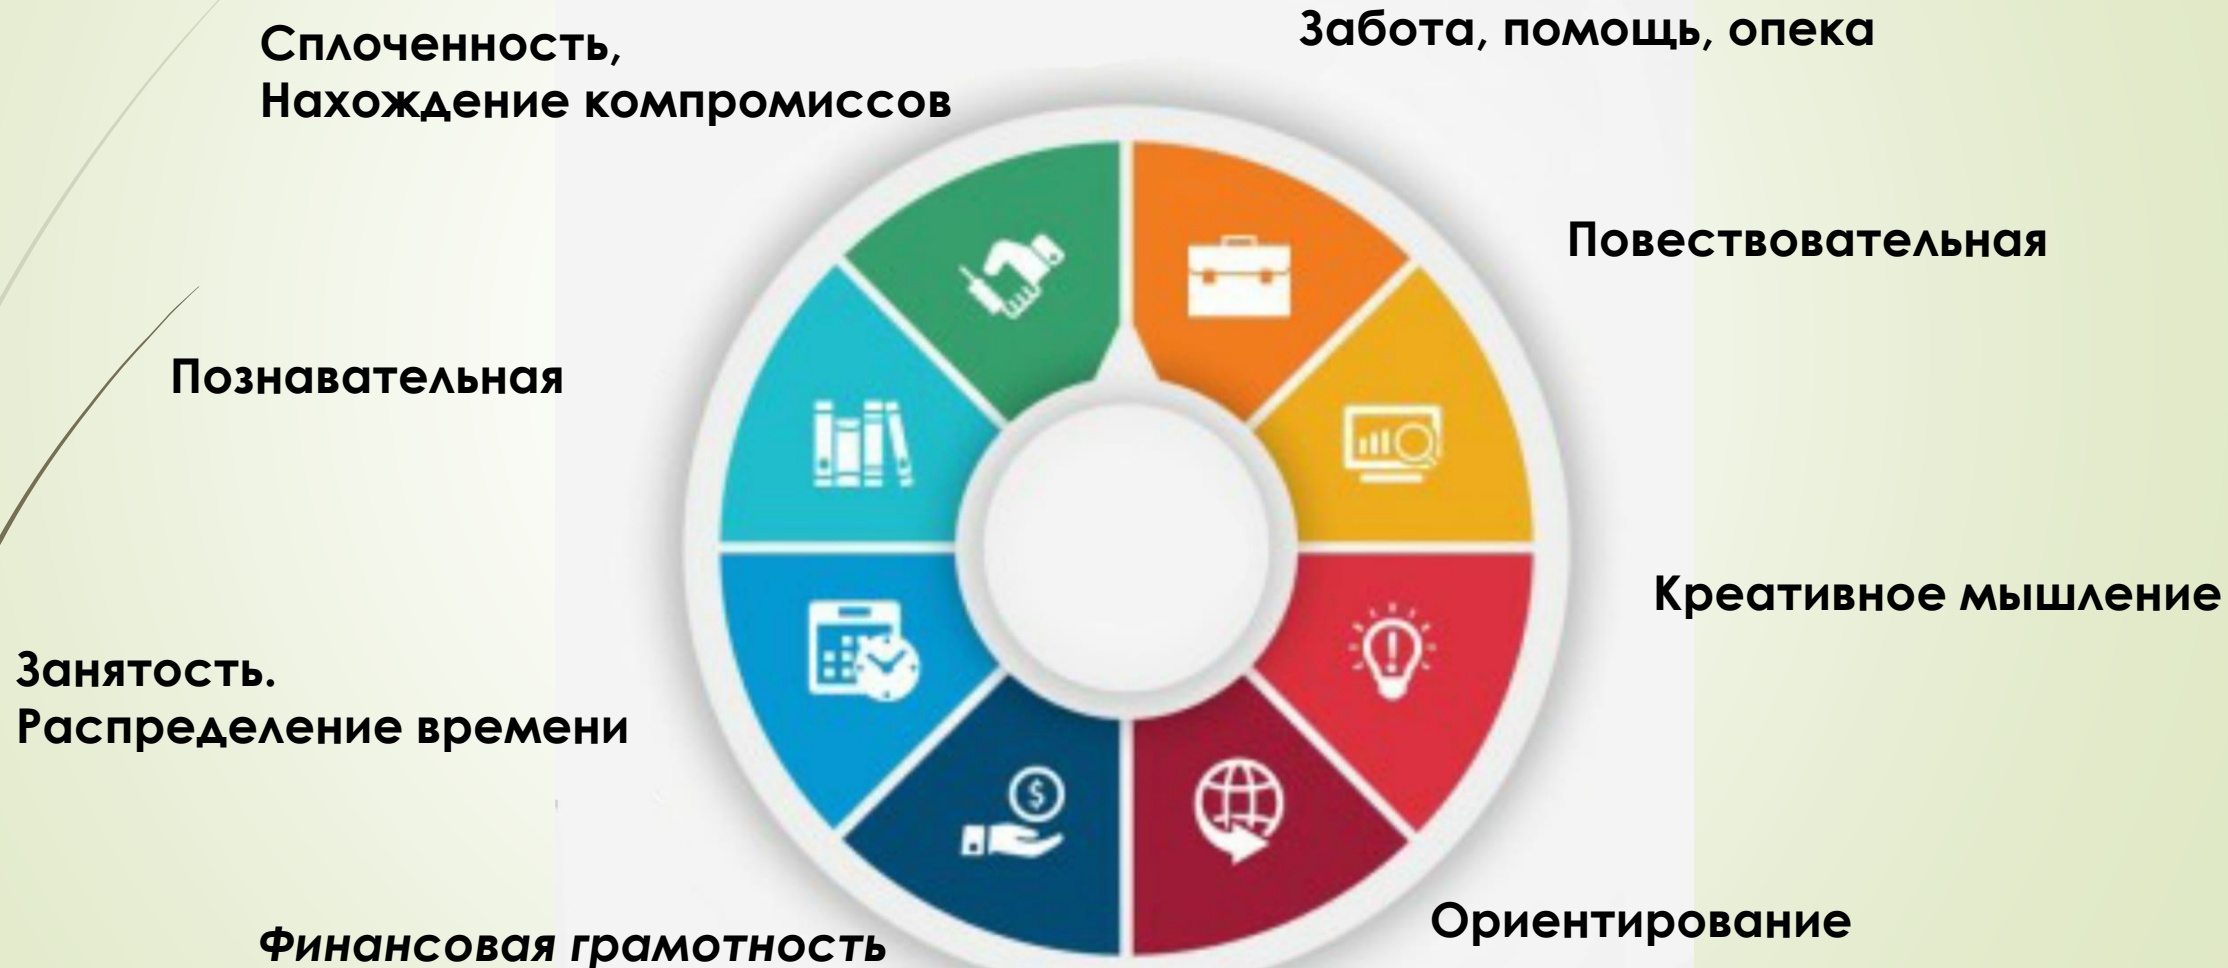 Сплоченность,
Нахождение компромиссов
Забота, помощь, опека
Повествовательная
Познавательная
Креативное мышление
Занятость.
Распределение времени
Ориентирование
Финансовая грамотность
$